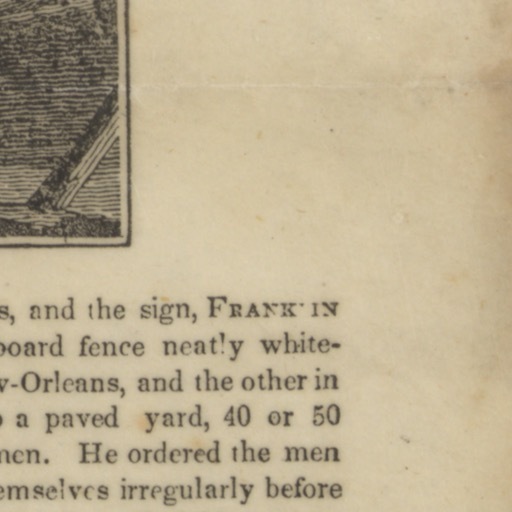 s, and the sign, FRANK'IN
board fence neat!y white-
w-Orleans, and the other in
o a paved yard, 40 or 50
men. He ordered the men
emselves irregularly before